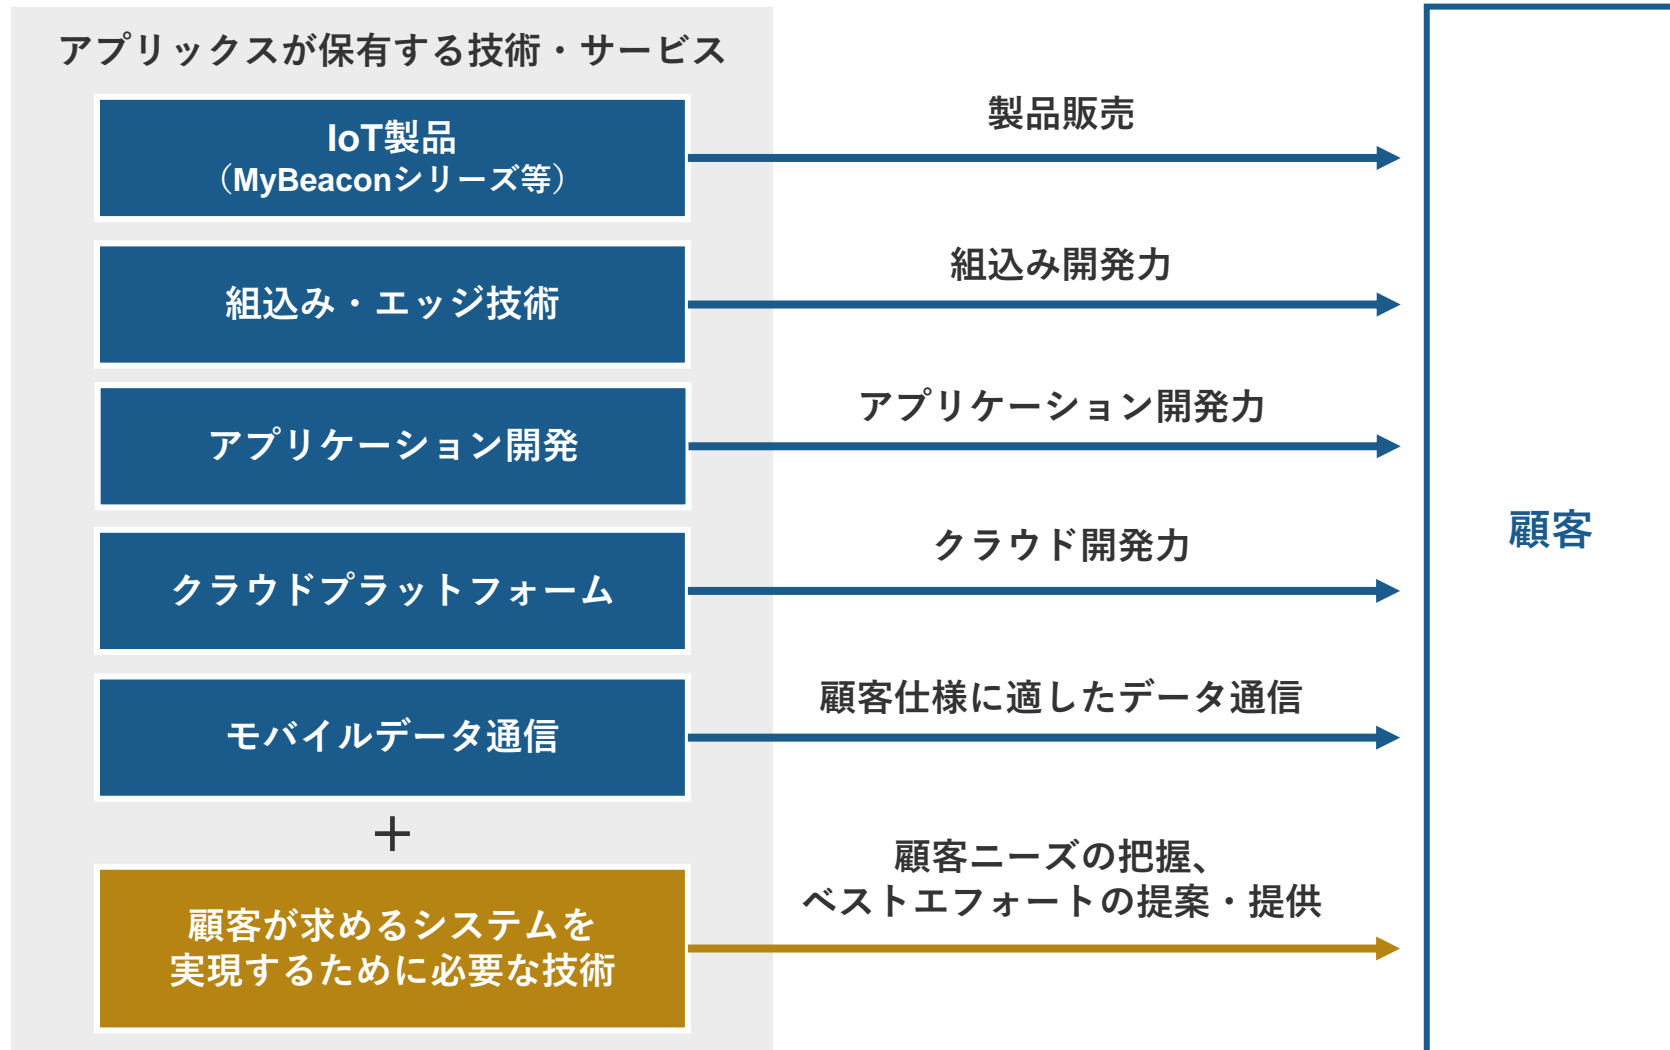 アプリックスが保有する技術・サービス
IoT製品
（MyBeaconシリーズ等）
製品販売
組込み・エッジ技術
組込み開発力
アプリケーション開発
アプリケーション開発力
クラウドプラットフォーム
クラウド開発力
モバイルデータ通信
顧客仕様に適したデータ通信
＋
顧客が求めるシステムを
実現するために必要な技術
顧客ニーズの把握、
ベストエフォートの提案・提供
顧客